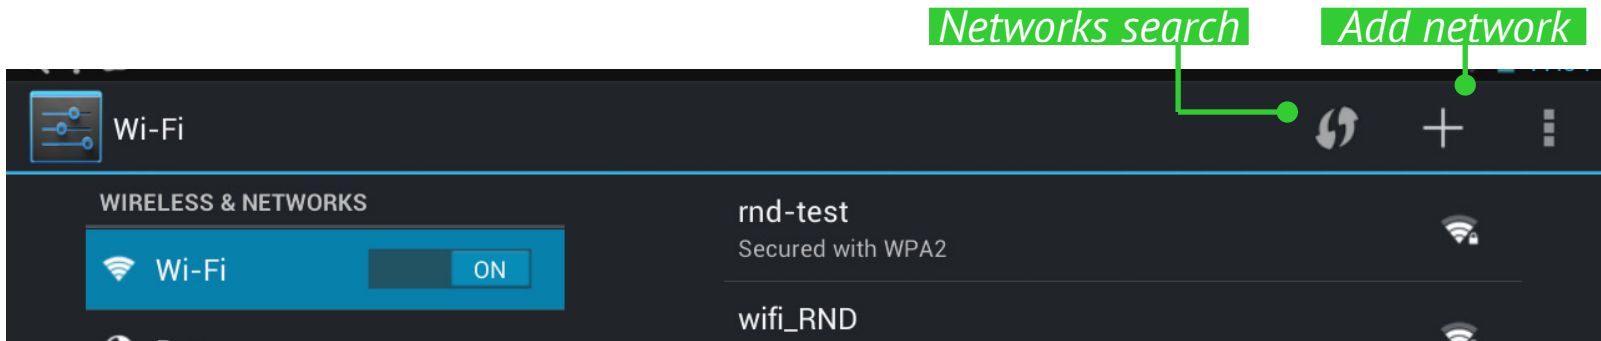 Networks search
Add network
Wi-Fi
WIRELESS & NETWORKS
Wi-Fi
ON
rnd-test
Secured with WPA2
wifi_RND